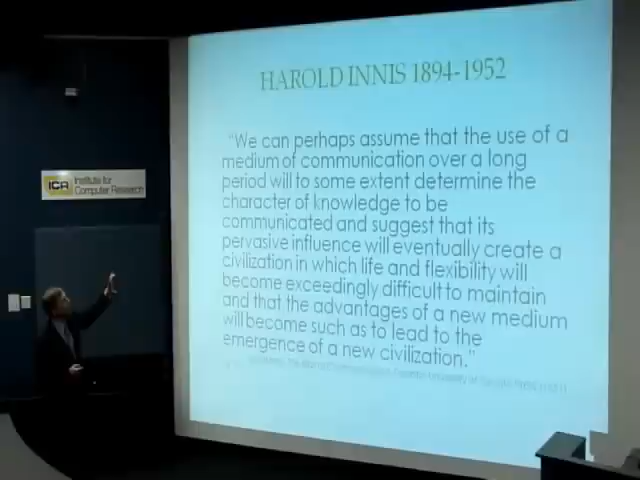 HAROLD INNIS 1894-1952
"We can perhaps assume that the use of a
medium of communication over a long
period will to some extent determine the
character of knowledge to be
communicated and suggest that its
pervasive influence will eventually create a
civilization in which life and flexibility will
become exceedingly difficult to maintain
and that the advantages of a new medium
will become such as to lead to the
emergence of a new civilization."
ICR
Institute for
Computer Research